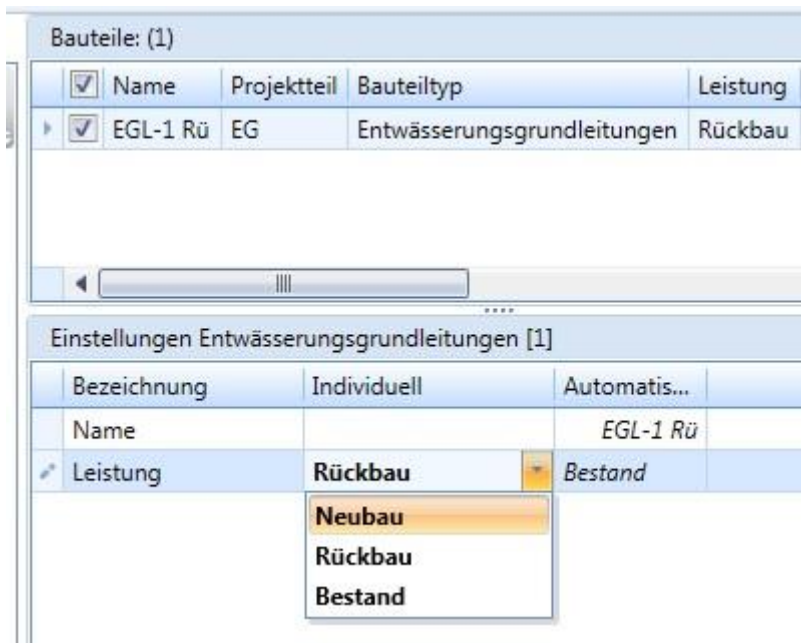 Bauteile: (1)
Name Projektteil Bauteiltyp Leistung
EGL-1 Rü EG Entwässerungsgrundleitungen Rückbau
Einstellungen Entwässerungsgrundleitungen [1]
Bezeichnung Individuell Automatis...
Name EGL-1 Rü
Leistung Rückbau Bestand
Neubau
Rückbau
Bestand